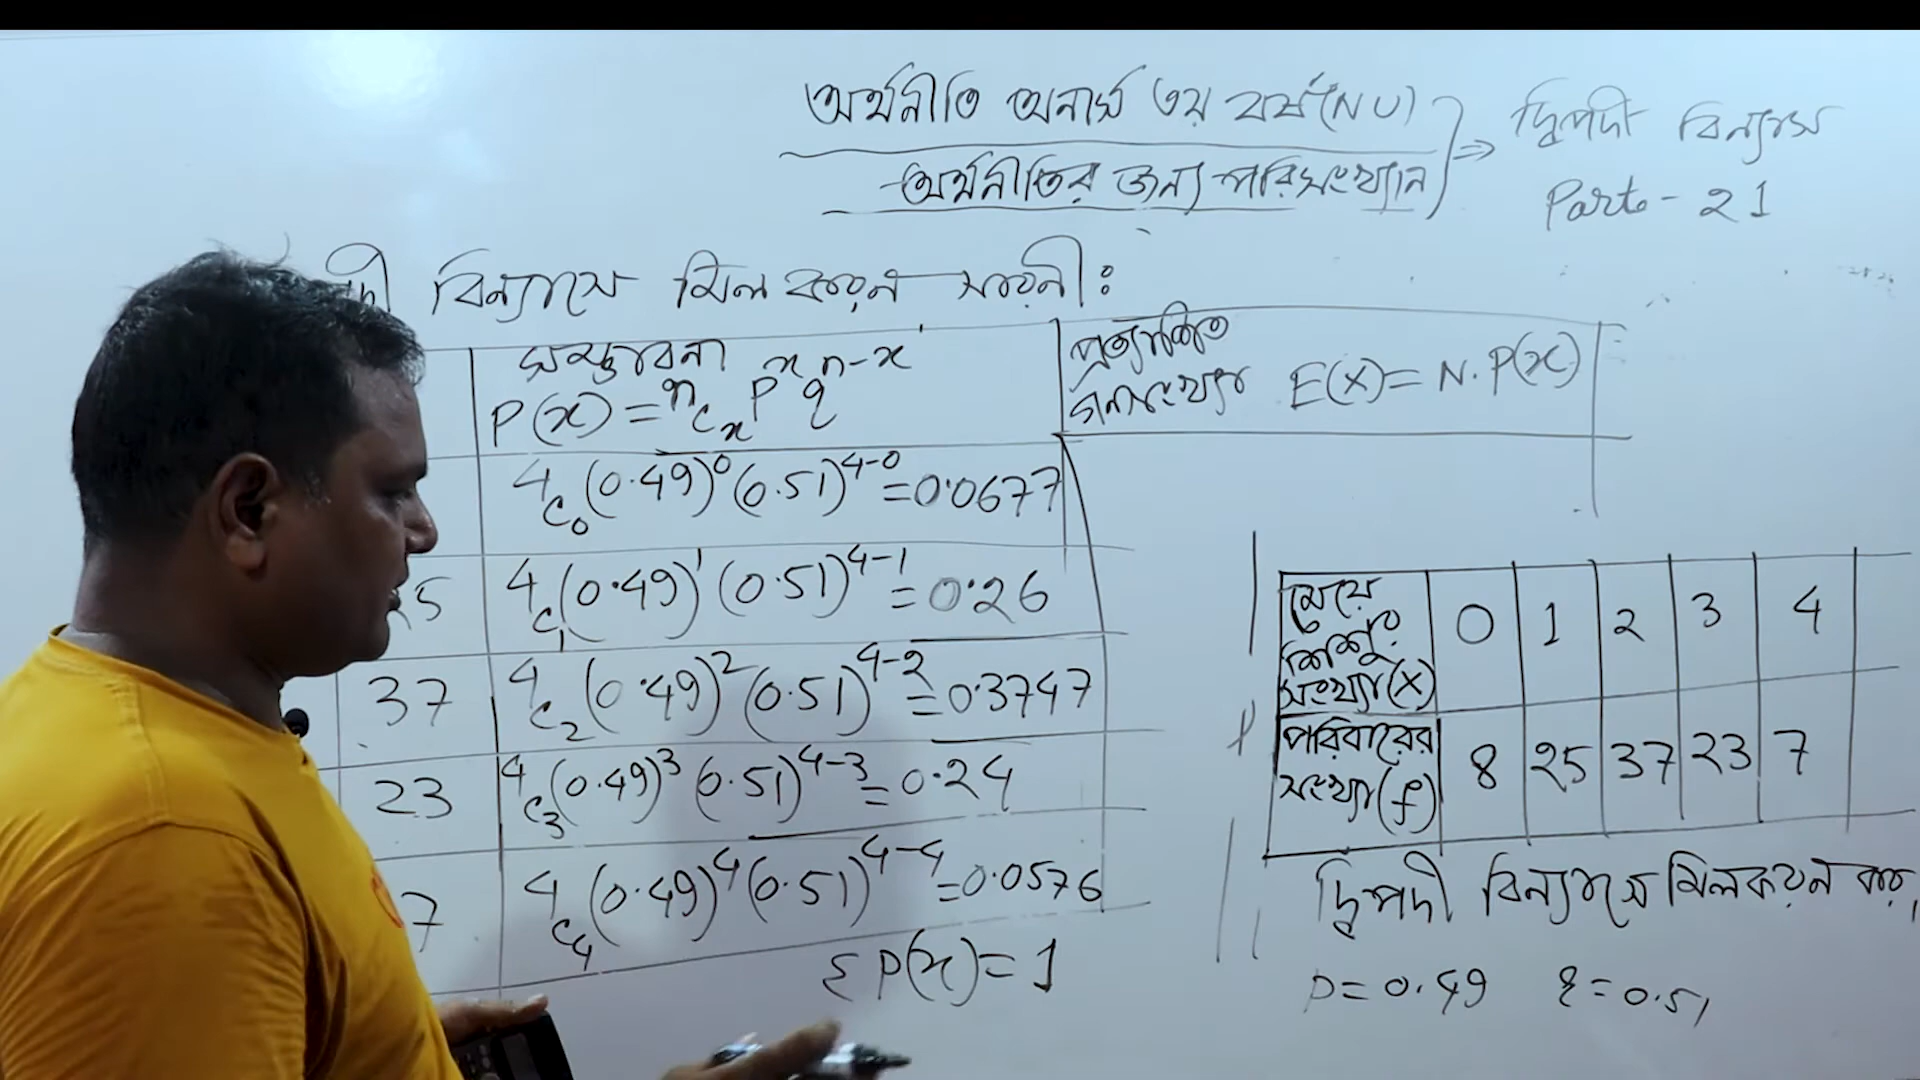 অর্থনীতি অনার্স ৩য় বর্ষ (NU)
অর্থনীতির জন্য পরিসংখ্যান
⇒ দ্বিপদী বিন্যাস
Part - 21
বিন্যাসে মিলকরণ সারণী:
সম্ভাবনা
P(x) = ⁿCₓ pˣ qⁿ⁻ˣ
প্রত্যাশিত
গণসংখ্যা E(x) = N.P(x)
⁴C₀ (0.49)⁰ (0.51)⁴⁻⁰ = 0.0677
⁴C₁ (0.49)¹ (0.51)⁴⁻¹ = 0.26
37 ⁴C₂ (0.49)² (0.51)⁴⁻² = 0.3747
23 ⁴C₃ (0.49)³ (0.51)⁴⁻³ = 0.24
7 ⁴C₄ (0.49)⁴ (0.51)⁴⁻⁴ = 0.0576
Σ P(x) = 1
মেয়ে
শিশুর
সংখ্যা (x) 0 1 2 3 4
পরিবারের
সংখ্যা (f) 8 25 37 23 7
দ্বিপদী বিন্যাসে মিলকরণ কর,
P = 0.49 q = 0.51